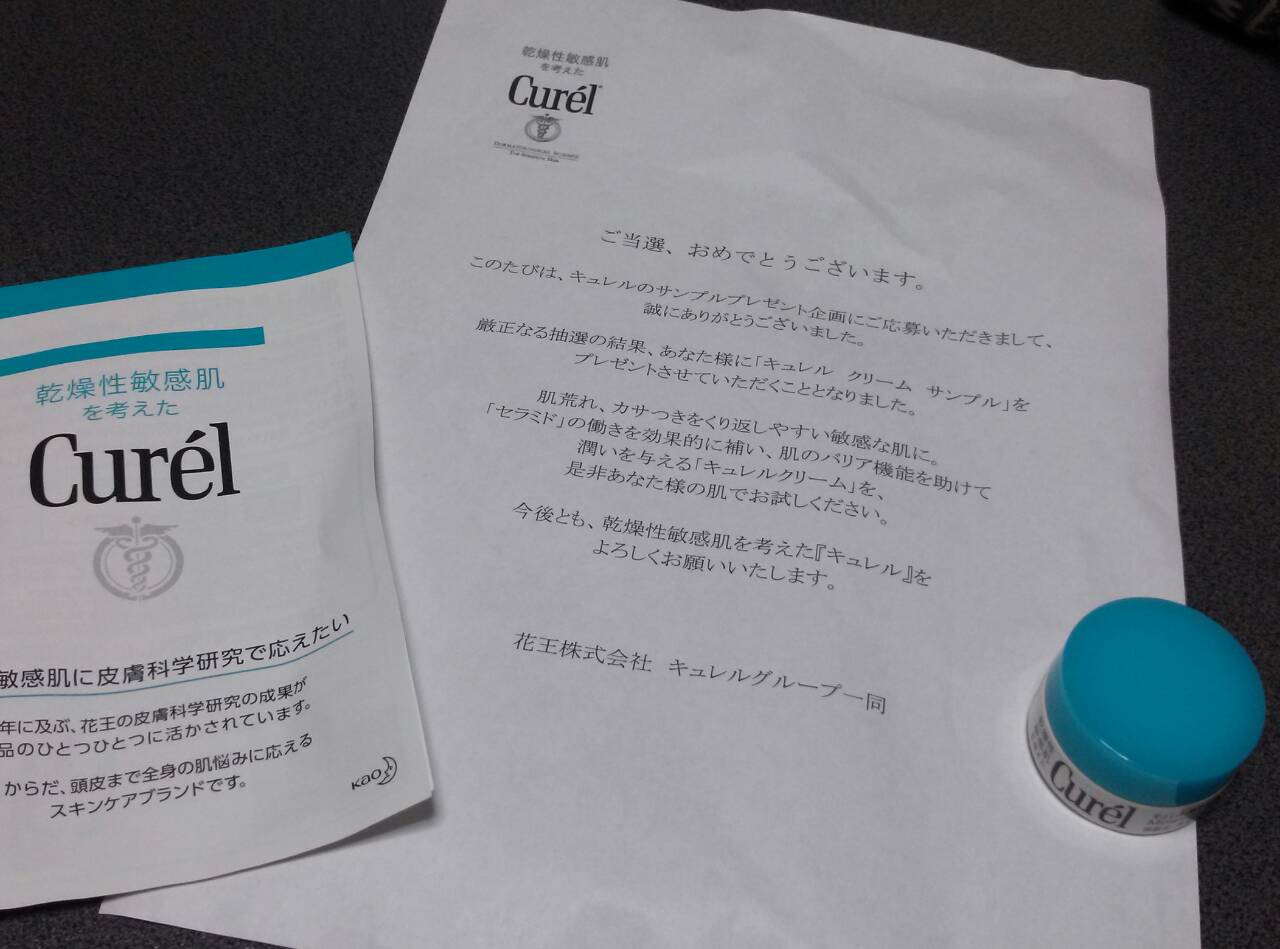 乾燥性敏感肌
を考えた
Curél
DERMATOLOGICAL SCIENCE
FOR SENSITIVE SKIN
ご当選、おめでとうございます。
このたびは、キュレルのサンプルプレゼント企画にご応募いただきまして、
誠にありがとうございました。
厳正なる抽選の結果、あなた様に「キュレル　クリーム　サンプル」を
プレゼントさせていただくこととなりました。
肌荒れ、カサつきをくり返しやすい敏感な肌に。
「セラミド」の働きを効果的に補い、肌のバリア機能を助けて
潤いを与える「キュレルクリーム」を、
是非あなた様の肌でお試しください。
今後とも、乾燥性敏感肌を考えた『キュレル』を
よろしくお願いいたします。
花王株式会社　キュレルグループ一同
乾燥性敏感肌
を考えた
Curél
敏感肌に皮膚科学研究で応えたい
年に及ぶ、花王の皮膚科学研究の成果が
品のひとつひとつに活かされています。
からだ、頭皮まで全身の肌悩みに応える
スキンケアブランドです。
Kao
Curél